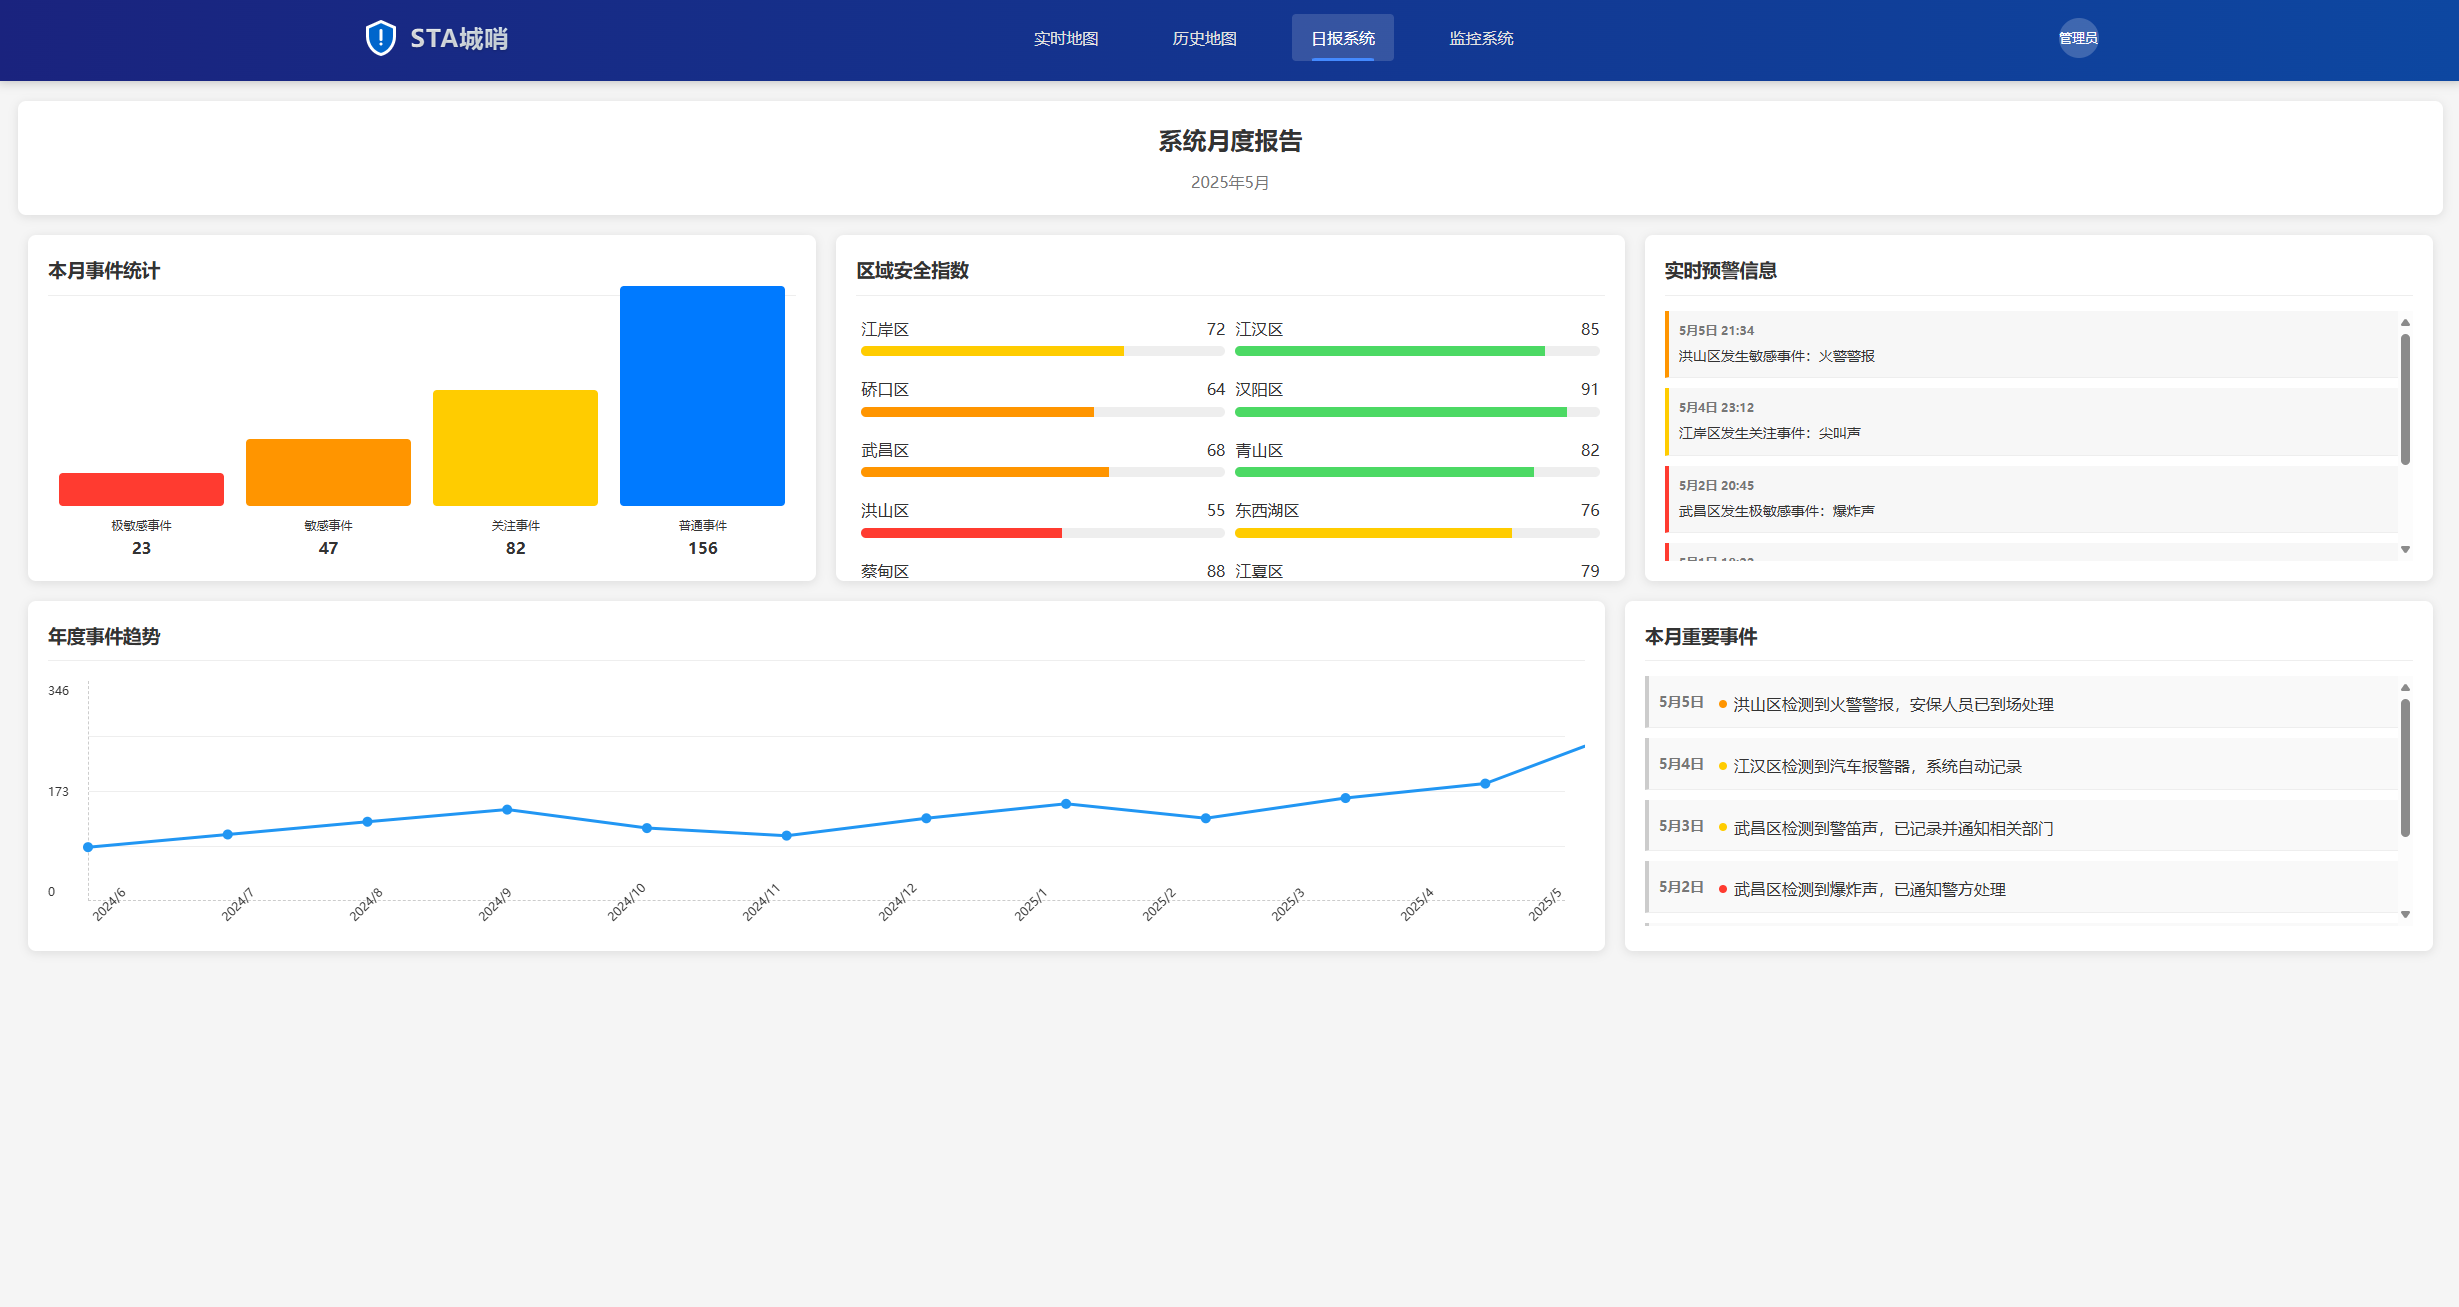 STA城哨
实时地图
历史地图
日报系统
监控系统
管理员
系统月度报告
2025年5月
本月事件统计
极敏感事件
23
敏感事件
47
关注事件
82
普通事件
156
区域安全指数
江岸区 72
江汉区 85
硚口区 64
汉阳区 91
武昌区 68
青山区 82
洪山区 55
东西湖区 76
蔡甸区 88
江夏区 79
实时预警信息
5月5日 21:34
洪山区发生敏感事件：火警警报
5月4日 23:12
江岸区发生关注事件：尖叫声
5月2日 20:45
武昌区发生极敏感事件：爆炸声
年度事件趋势
346
173
0
2024/6
2024/7
2024/8
2024/9
2024/10
2024/11
2024/12
2025/1
2025/2
2025/3
2025/4
2025/5
本月重要事件
5月5日 洪山区检测到火警警报，安保人员已到场处理
5月4日 江汉区检测到汽车报警器，系统自动记录
5月3日 武昌区检测到警笛声，已记录并通知相关部门
5月2日 武昌区检测到爆炸声，已通知警方处理